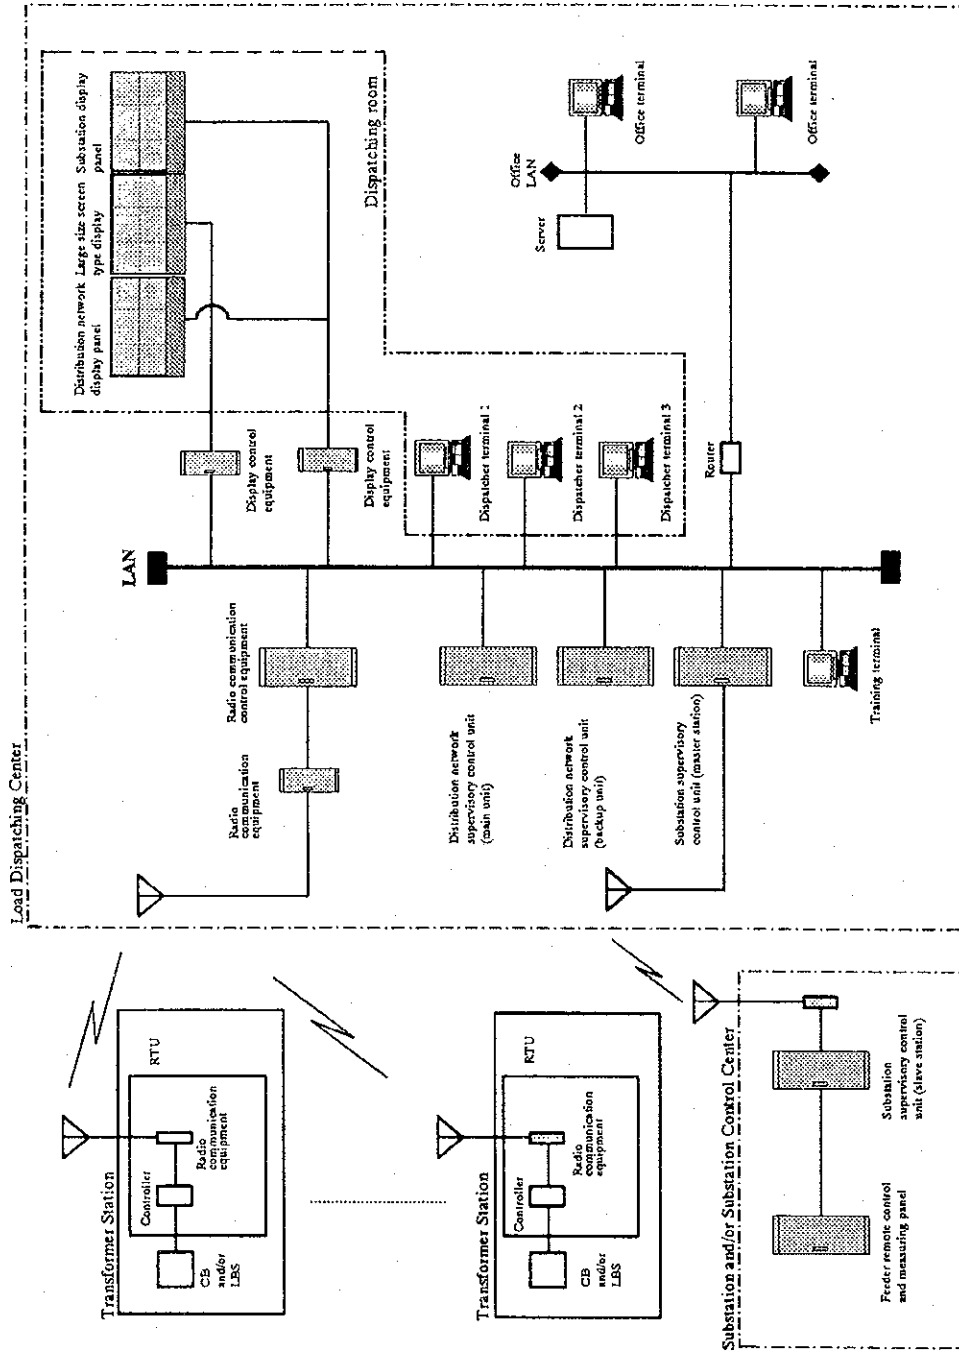 Load Dispatching Center
Distribution network
display panel
Large size screen
type display
Substation display
panel
Dispatching room
Display control
equipment
Display control
equipment
Dispatcher terminal 1
Dispatcher terminal 2
Dispatcher terminal 3
Office
LAN
Server
Office terminal
Office terminal
Router
LAN
Radio communication
control equipment
Radio
communication
equipment
Distribution network
supervisory control unit
(main unit)
Distribution network
supervisory control unit
(backup unit)
Substation supervisory
control unit (master station)
Training terminal
Transformer Station
RTU
Radio
communication
equipment
Controller
CB
and/or
LBS
Transformer Station
RTU
Radio
communication
equipment
Controller
CB
and/or
LBS
Substation and/or Substation Control Center
Substation
supervisory control
unit (slave station)
Feeder remote control
and measuring panel